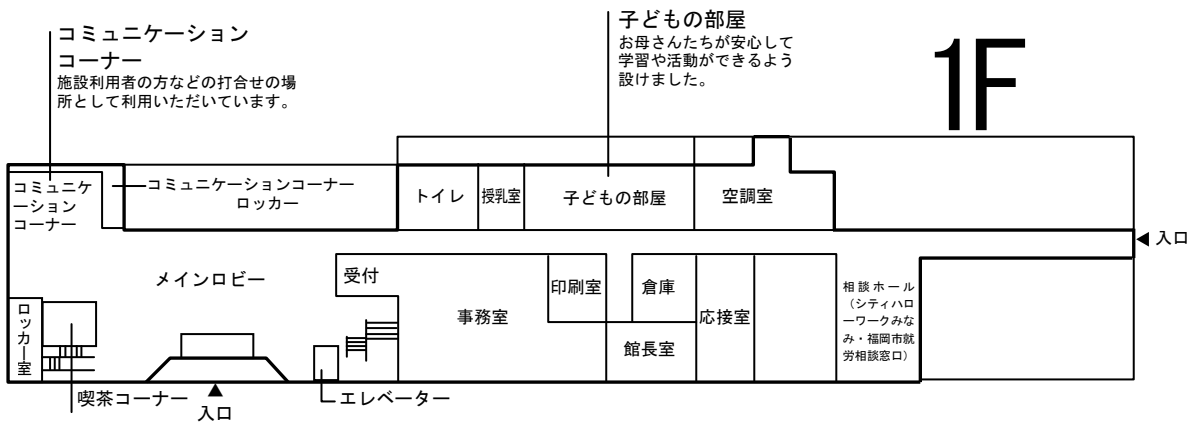 コミュニケーション
コーナー
施設利用者の方などの打合せの場
所として利用いただいています。
子どもの部屋
お母さんたちが安心して
学習や活動ができるよう
設けました。
1F
コミュニケ
ーション
コーナー
コミュニケーションコーナー
ロッカー
トイレ
授乳室
子どもの部屋
空調室
入口
メインロビー
受付
事務室
印刷室
倉庫
館長室
応接室
相談ホール
（シティハロ
ーワークみな
み・福岡市就
労相談窓口）
ロッカー室
喫茶コーナー
入口
エレベーター